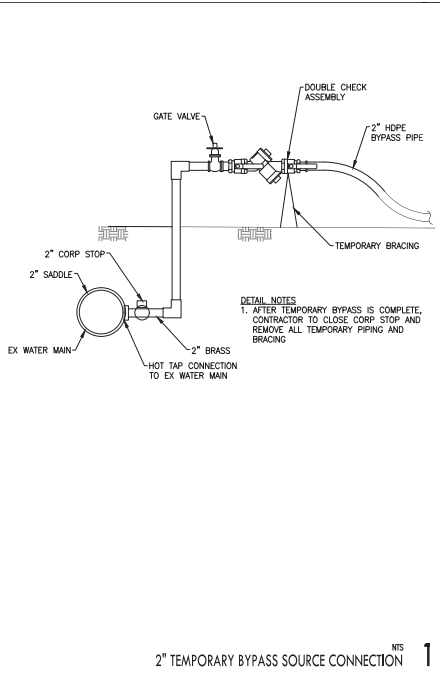 DOUBLE CHECK
ASSEMBLY
GATE VALVE
2" HDPE
BYPASS PIPE
TEMPORARY BRACING
2" CORP STOP
2" SADDLE
DETAIL NOTES
1. AFTER TEMPORARY BYPASS IS COMPLETE,
CONTRACTOR TO CLOSE CORP STOP AND
REMOVE ALL TEMPORARY PIPING AND
BRACING
EX WATER MAIN
2" BRASS
HOT TAP CONNECTION
TO EX WATER MAIN
NTS
2" TEMPORARY BYPASS SOURCE CONNECTION 1